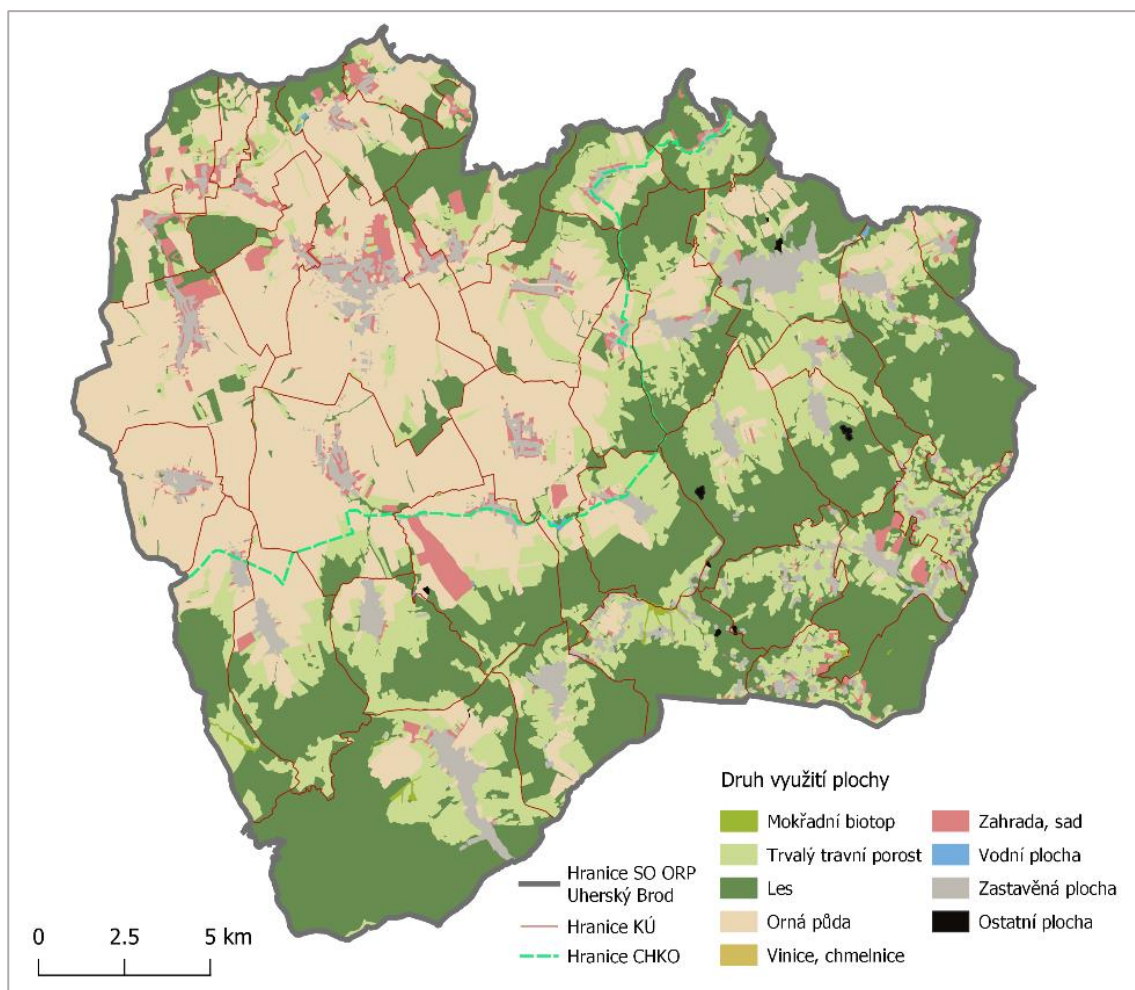 Druh využití plochy
Mokřadní biotop
Trvalý travní porost
Les
Orná půda
Vinice, chmelnice
Zahrada, sad
Vodní plocha
Zastavěná plocha
Ostatní plocha
Hranice SO ORP
Uherský Brod
Hranice KÚ
Hranice CHKO
0 2.5 5 km